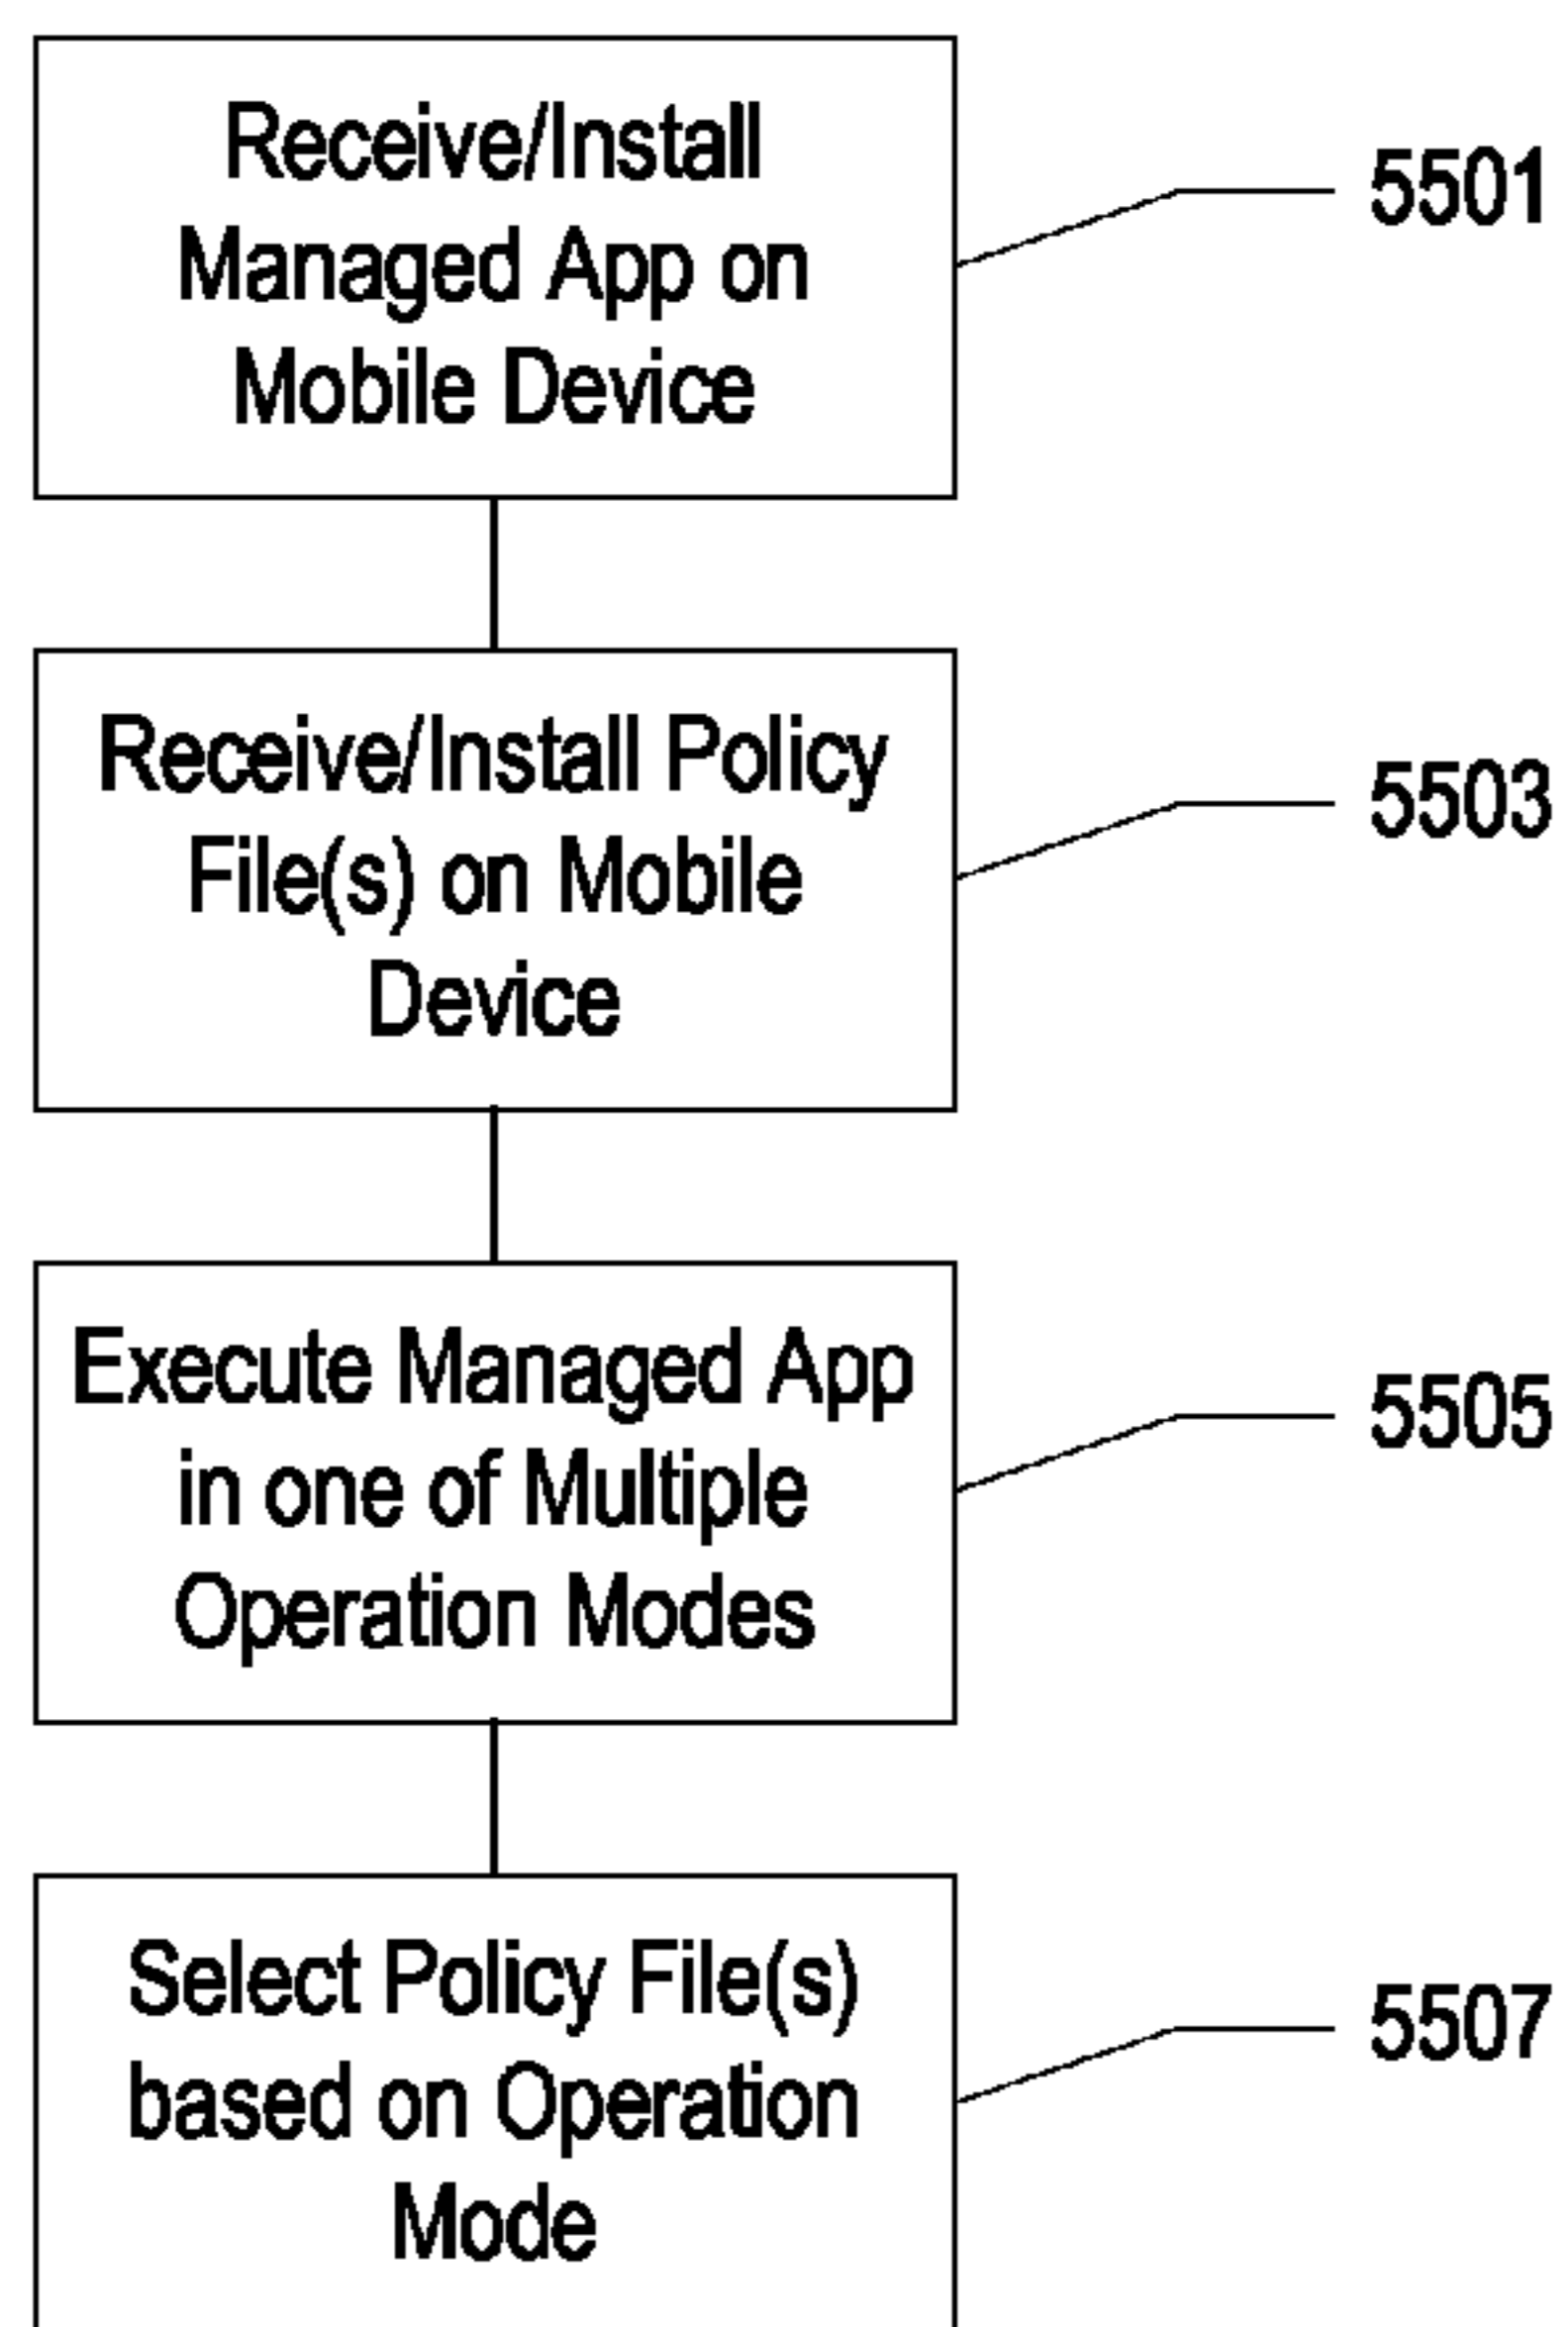 Receive/Install
Managed App on
Mobile Device
5501
Receive/Install Policy
File(s) on Mobile
Device
5503
Execute Managed App
in one of Multiple
Operation Modes
5505
Select Policy File(s)
based on Operation
Mode
5507